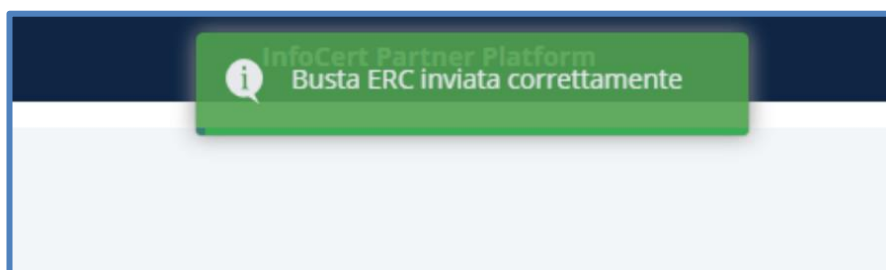 InfoCert Partner Platform
Busta ERC inviata correttamente